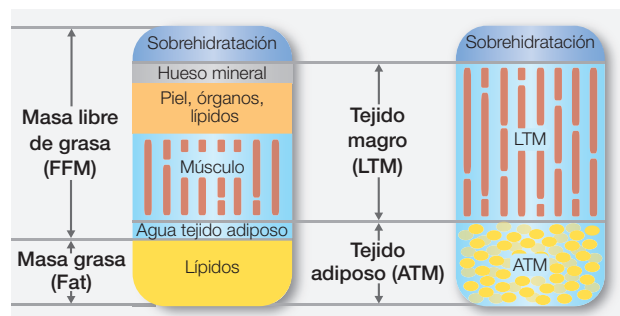 Sobrehidratación
Hueso mineral
Piel, órganos,
lípidos
Músculo
Agua tejido adiposo
Lípidos
Masa libre
de grasa
(FFM)
Masa grasa
(Fat)
Tejido
magro
(LTM)
Tejido
adiposo (ATM)
Sobrehidratación
LTM
ATM